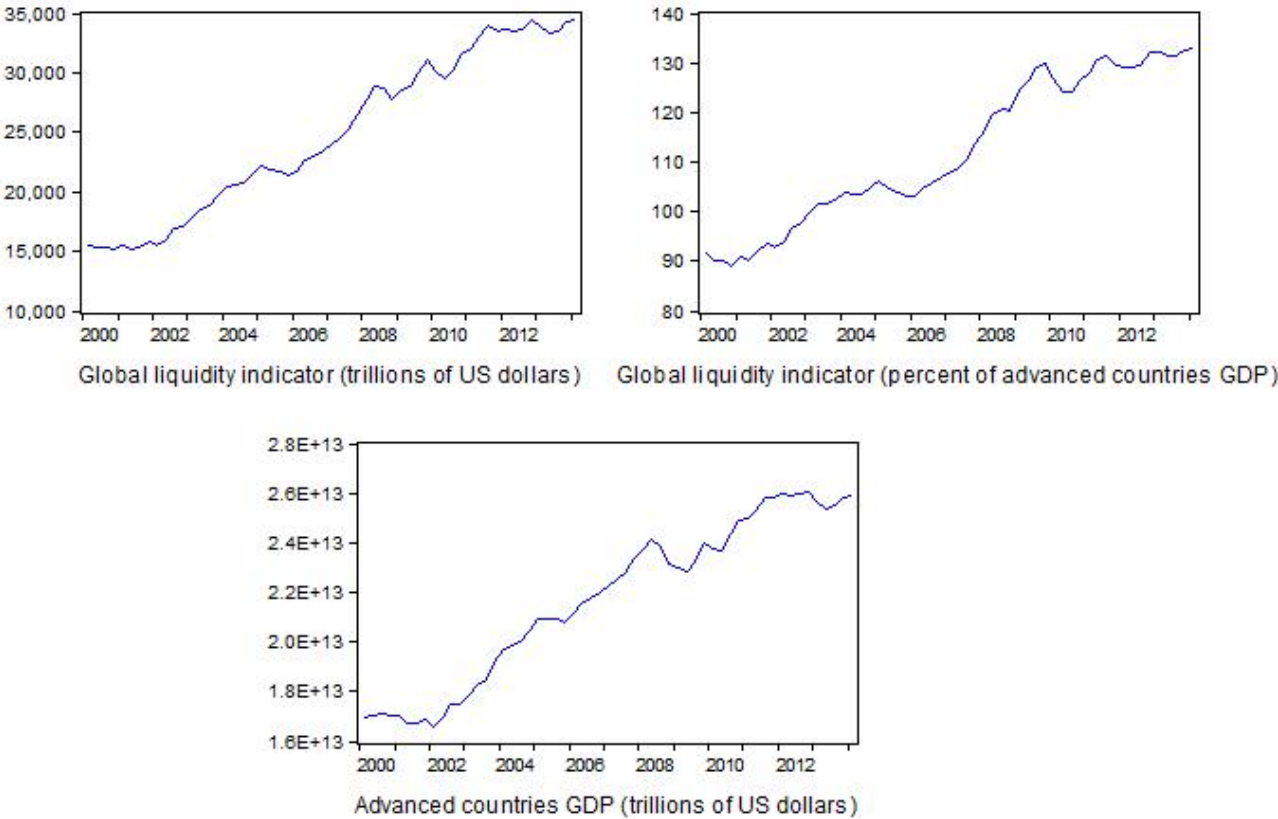 35,000
30,000
25,000
20,000
15,000
10,000
2000 2002 2004 2006 2008 2010 2012
Global liquidity indicator (trillions of US dollars)
140
130
120
110
100
90
80
2000 2002 2004 2006 2008 2010 2012
Global liquidity indicator (percent of advanced countries GDP)
2.8E+13
2.6E+13
2.4E+13
2.2E+13
2.0E+13
1.8E+13
1.6E+13
2000 2002 2004 2006 2008 2010 2012
Advanced countries GDP (trillions of US dollars)